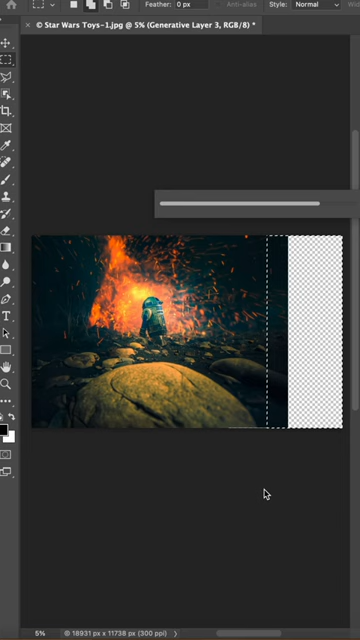 Feather: 0 px
Anti-alias
Style: Normal
© Star Wars Toys-1.jpg @ 5% (Generative Layer 3, RGB/8) *
T
5%
@ 18931 px x 11738 px (300 ppi)